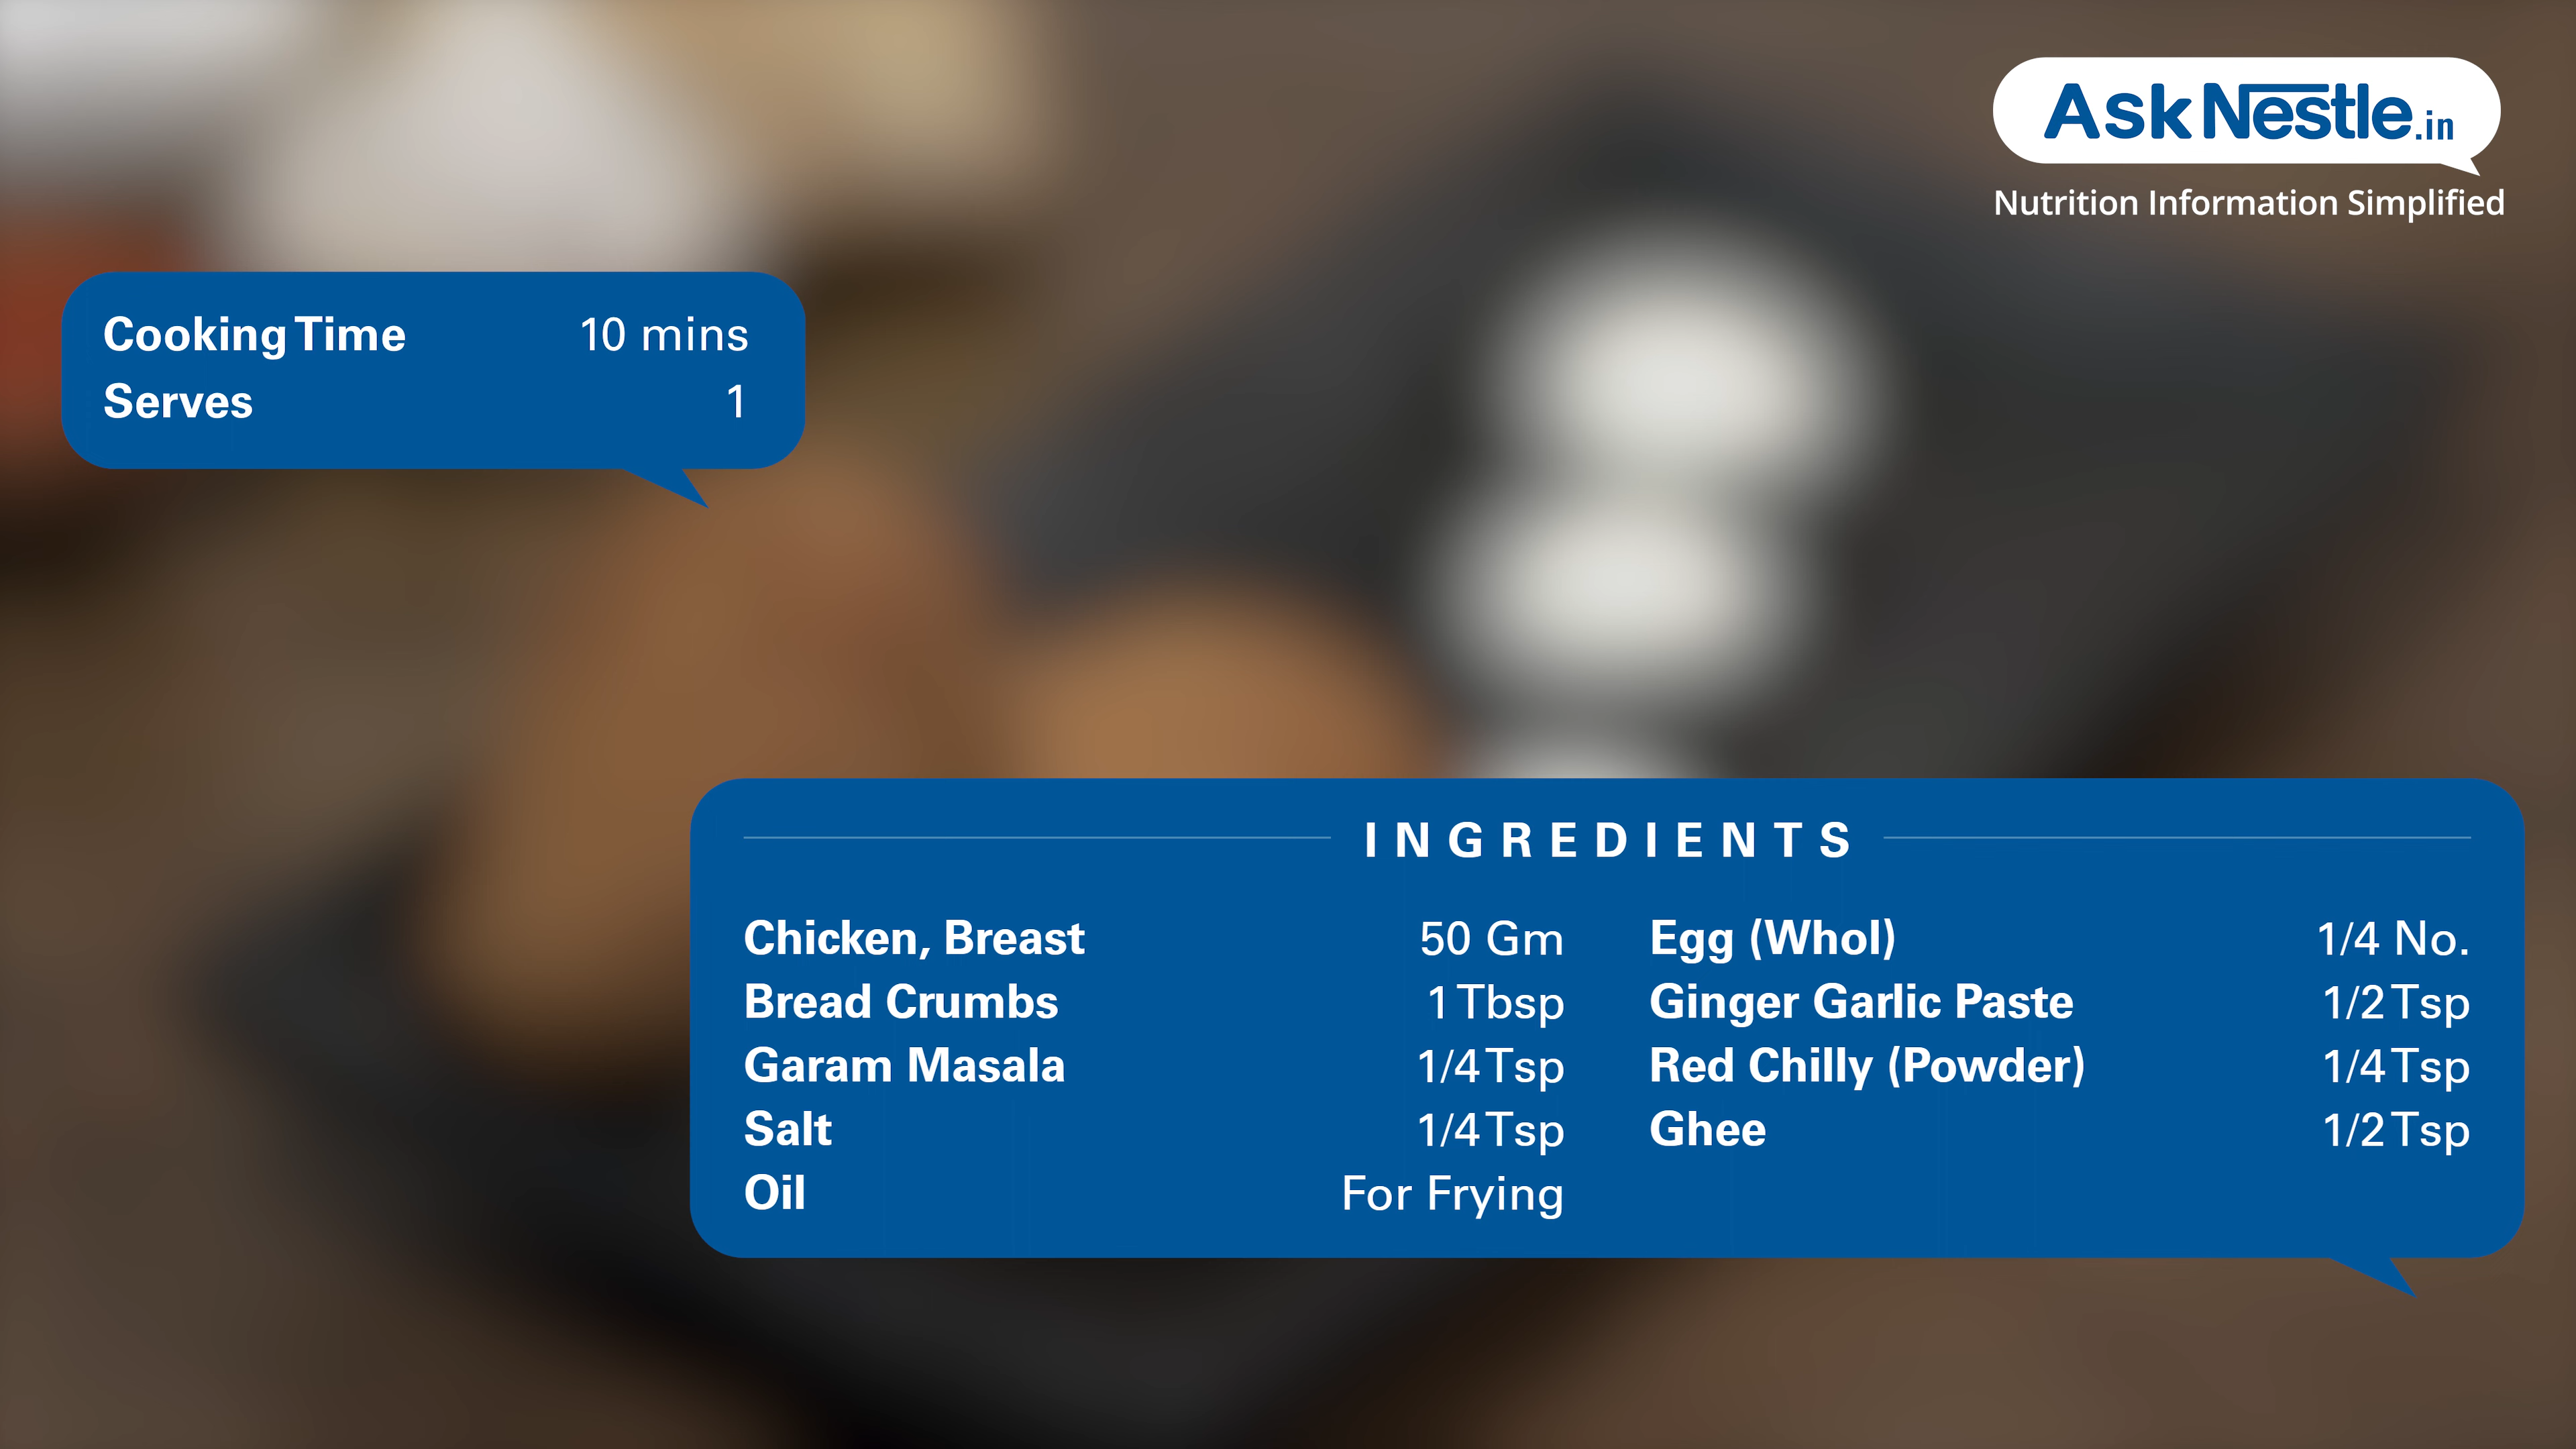 AskNestle.in
Nutrition Information Simplified
Cooking Time 10 mins
Serves 1
INGREDIENTS
Chicken, Breast 50 Gm Egg (Whol) 1/4 No.
Bread Crumbs 1 Tbsp Ginger Garlic Paste 1/2 Tsp
Garam Masala 1/4 Tsp Red Chilly (Powder) 1/4 Tsp
Salt 1/4 Tsp Ghee 1/2 Tsp
Oil For Frying